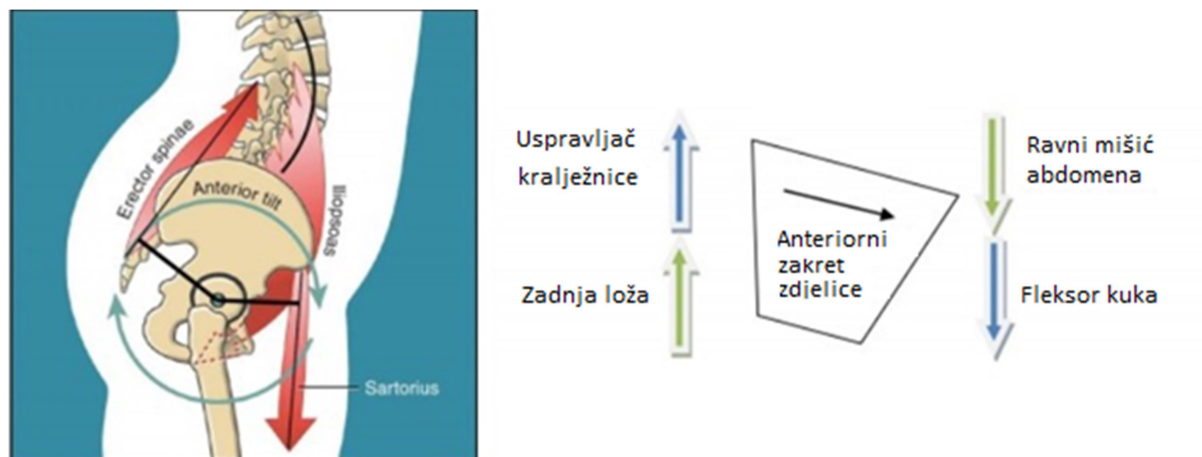 Erector spinae
Anterior tilt
Iliopsoas
Sartorius
Uspravljač
kralježnice
Zadnja loža
Anteriorni
zakret
zdjelice
Ravni mišić
abdomena
Fleksor kuka